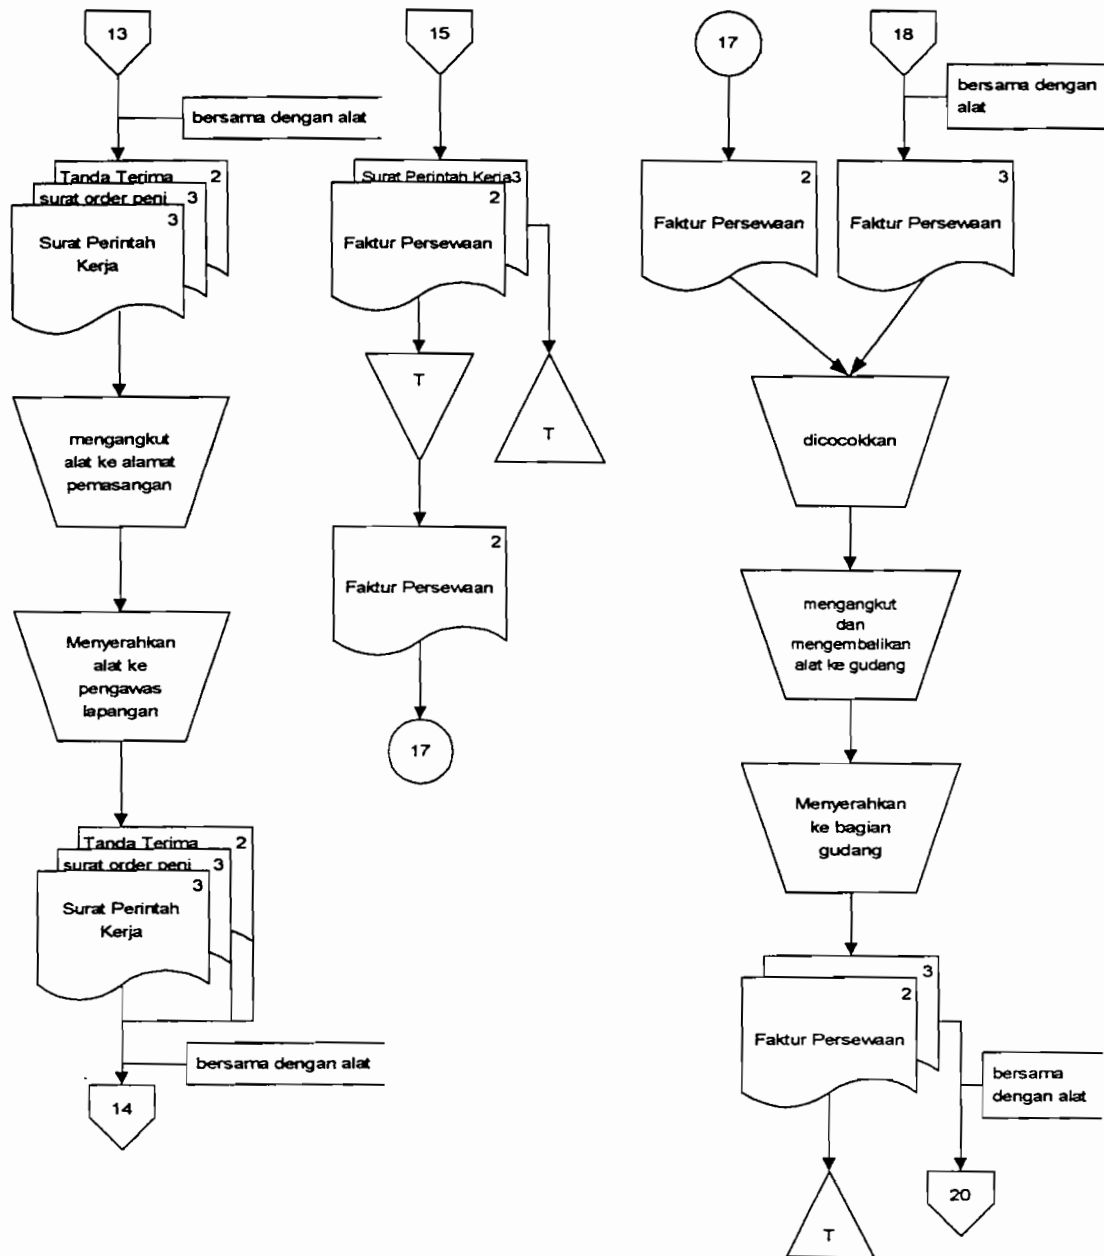 13
bersama dengan alat
Tanda Terima
2
surat order peni
3
3
Surat Perintah
Kerja
mengangkut
alat ke alamat
pemasangan
Menyerahkan
alat ke
pengawas
lapangan
Tanda Terima
2
surat order peni
3
3
Surat Perintah
Kerja
bersama dengan alat
14
15
Surat Perintah Kerja3
2
Faktur Persewaan
T
T
2
Faktur Persewaan
17
17
18
bersama dengan
alat
2
Faktur Persewaan
3
Faktur Persewaan
dicocokkan
mengangkut
dan
mengembalikan
alat ke gudang
Menyerahkan
ke bagian
gudang
3
2
Faktur Persewaan
bersama
dengan alat
T
20